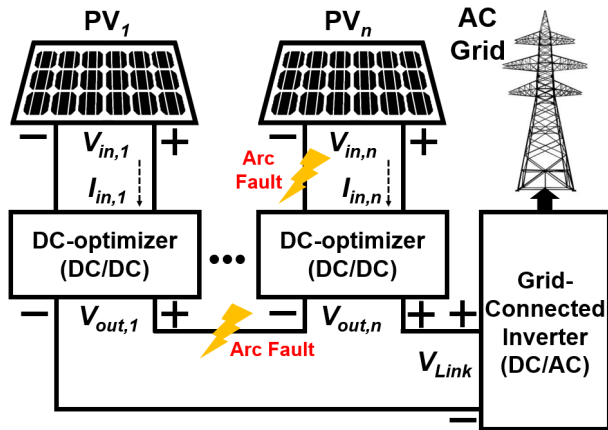 PV1
PVn
AC
Grid
− Vin,1 +
− Vin,n +
Arc
Fault
Iin,1
Iin,n
DC-optimizer
(DC/DC)
•••
DC-optimizer
(DC/DC)
Grid-
Connected
Inverter
(DC/AC)
− Vout,1 +
− Vout,n +
+
Arc Fault
VLink
−